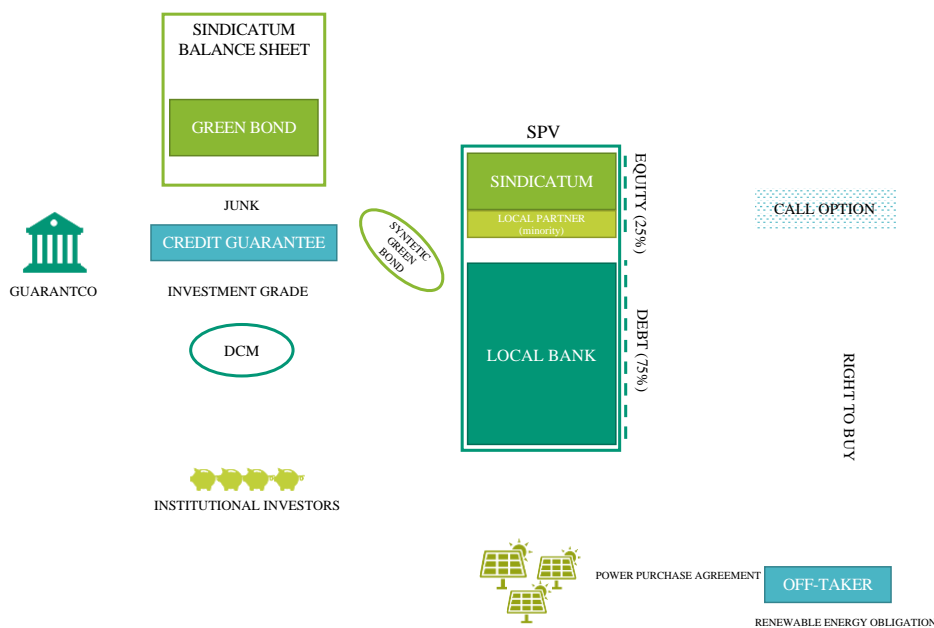 SINDICATUM
BALANCE SHEET
GREEN BOND
JUNK
CREDIT GUARANTEE
INVESTMENT GRADE
GUARANTCO
DCM
INSTITUTIONAL INVESTORS
SYNTETIC
GREEN
BOND
SPV
SINDICATUM
LOCAL PARTNER
(minority)
LOCAL BANK
EQUITY (25%)
DEBT (75%)
CALL OPTION
RIGHT TO BUY
POWER PURCHASE AGREEMENT
OFF-TAKER
RENEWABLE ENERGY OBLIGATION